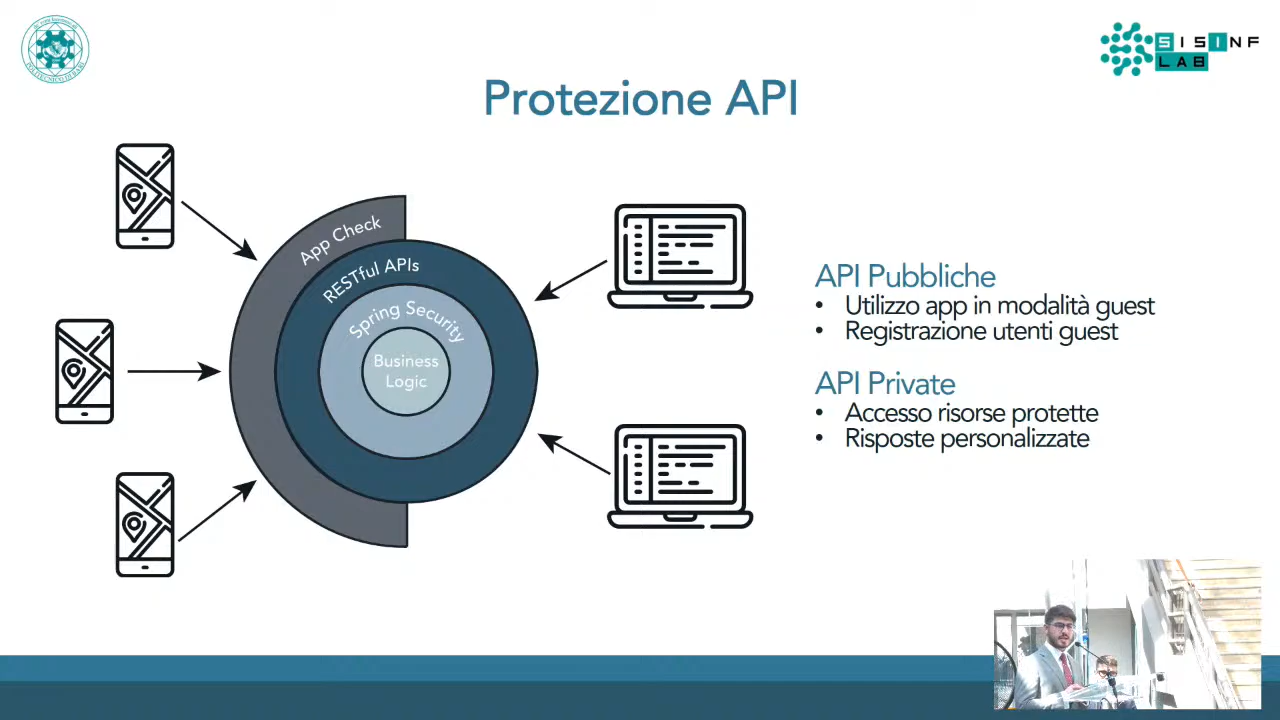 SISINF
LAB
Protezione API
App Check
RESTful APIs
Spring Security
Business
Logic
API Pubbliche
• Utilizzo app in modalità guest
• Registrazione utenti guest
API Private
• Accesso risorse protette
• Risposte personalizzate